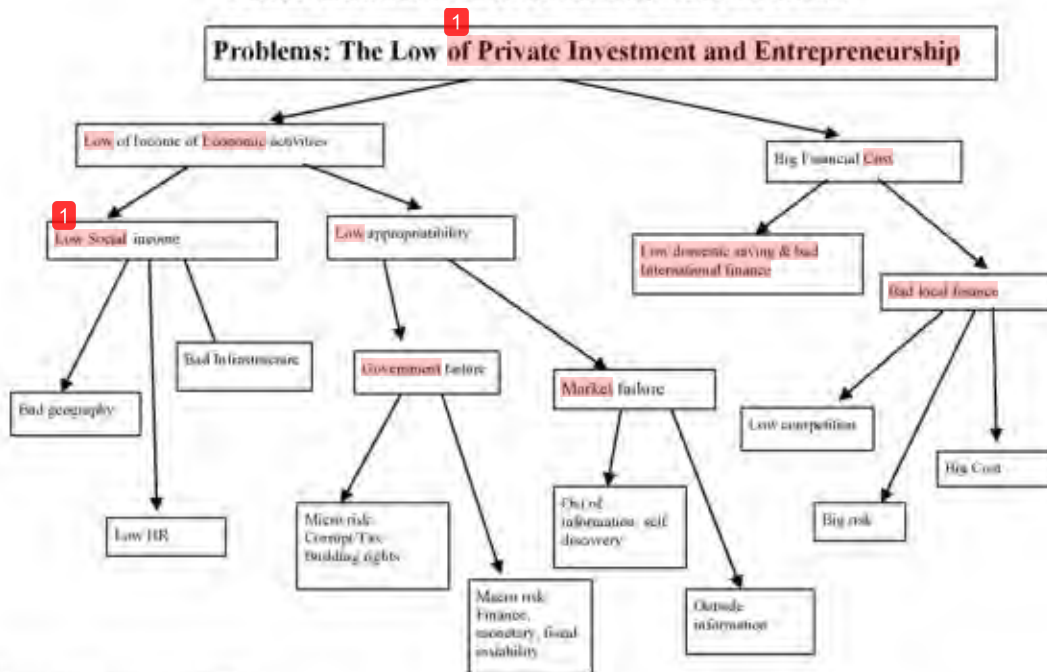 1
Problems: The Low of Private Investment and Entrepreneurship
Low of Income of Economic activities
Big Financial Cost
1
Low Social income
Low appropriatibility
Low domestic saving & bad
International finance
Bad local finance
Bad Infrastructure
Government failure
Market failure
Bad geography
Low competition
Big Cost
Low HR
Micro risk:
Corrupt/Tax
Building rights
Out of
information, self
discovery
Big risk
Macro risk
Finance,
monetary, fiscal
instability
Outside
information